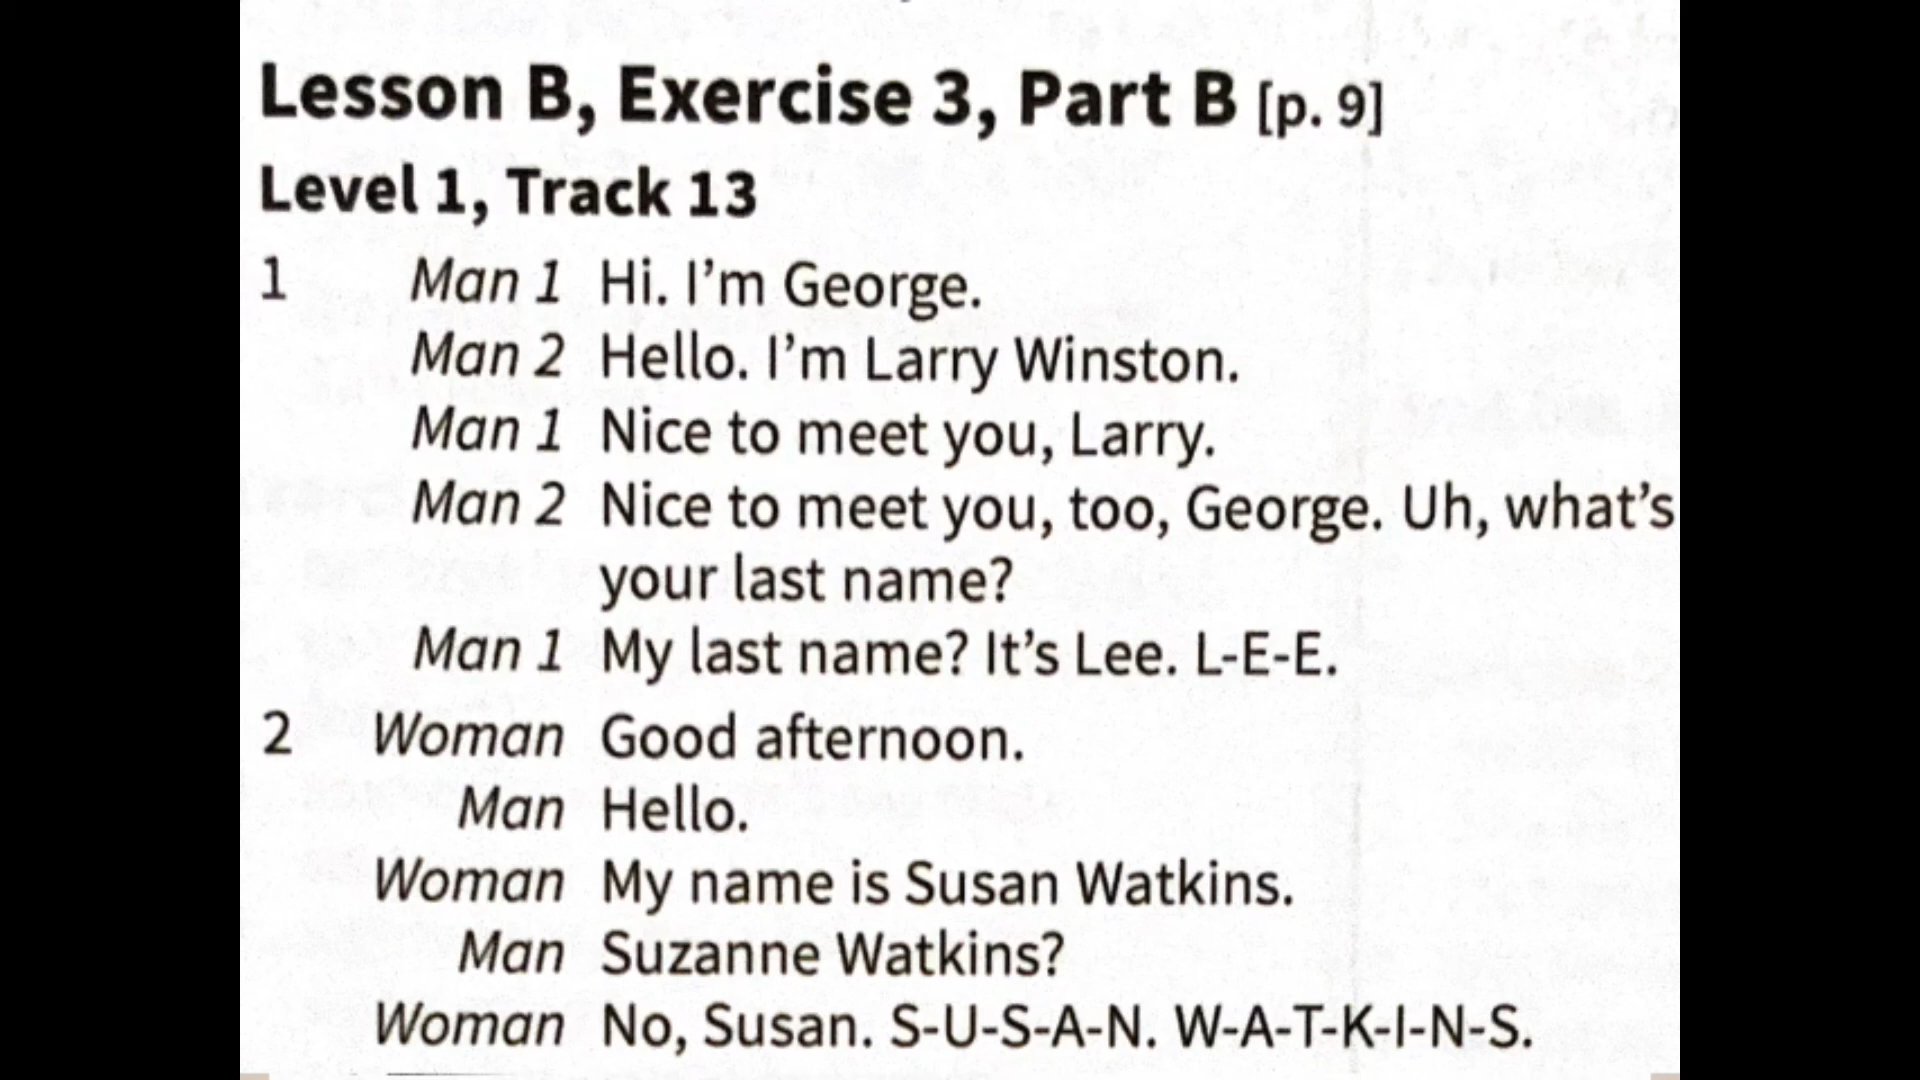 Lesson B, Exercise 3, Part B [p. 9]
Level 1, Track 13
1 Man 1 Hi. I'm George.
Man 2 Hello. I'm Larry Winston.
Man 1 Nice to meet you, Larry.
Man 2 Nice to meet you, too, George. Uh, what's
your last name?
Man 1 My last name? It's Lee. L-E-E.
2 Woman Good afternoon.
Man Hello.
Woman My name is Susan Watkins.
Man Suzanne Watkins?
Woman No, Susan. S-U-S-A-N. W-A-T-K-I-N-S.